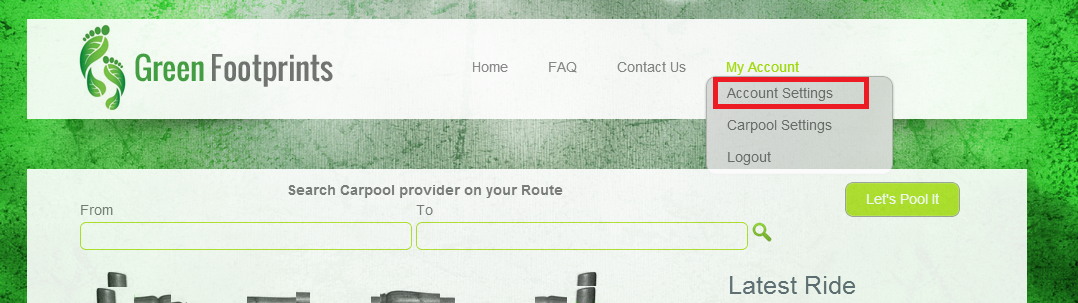 Green Footprints
Home FAQ Contact Us My Account
Account Settings
Carpool Settings
Logout
Search Carpool provider on your Route
Let's Pool It
From To
Latest Ride